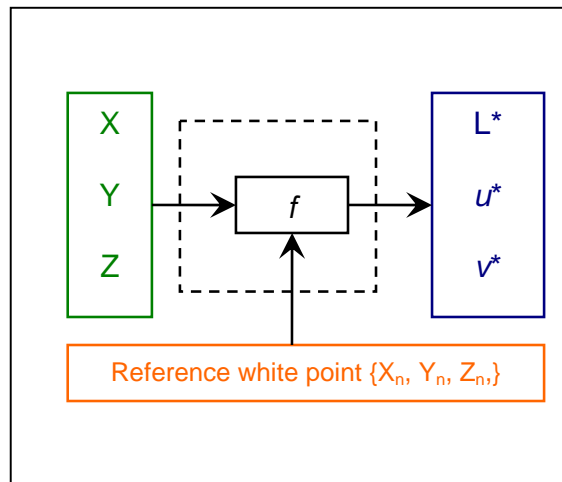 X
Y
Z
f
L*
u*
v*
Reference white point {Xn, Yn, Zn,}